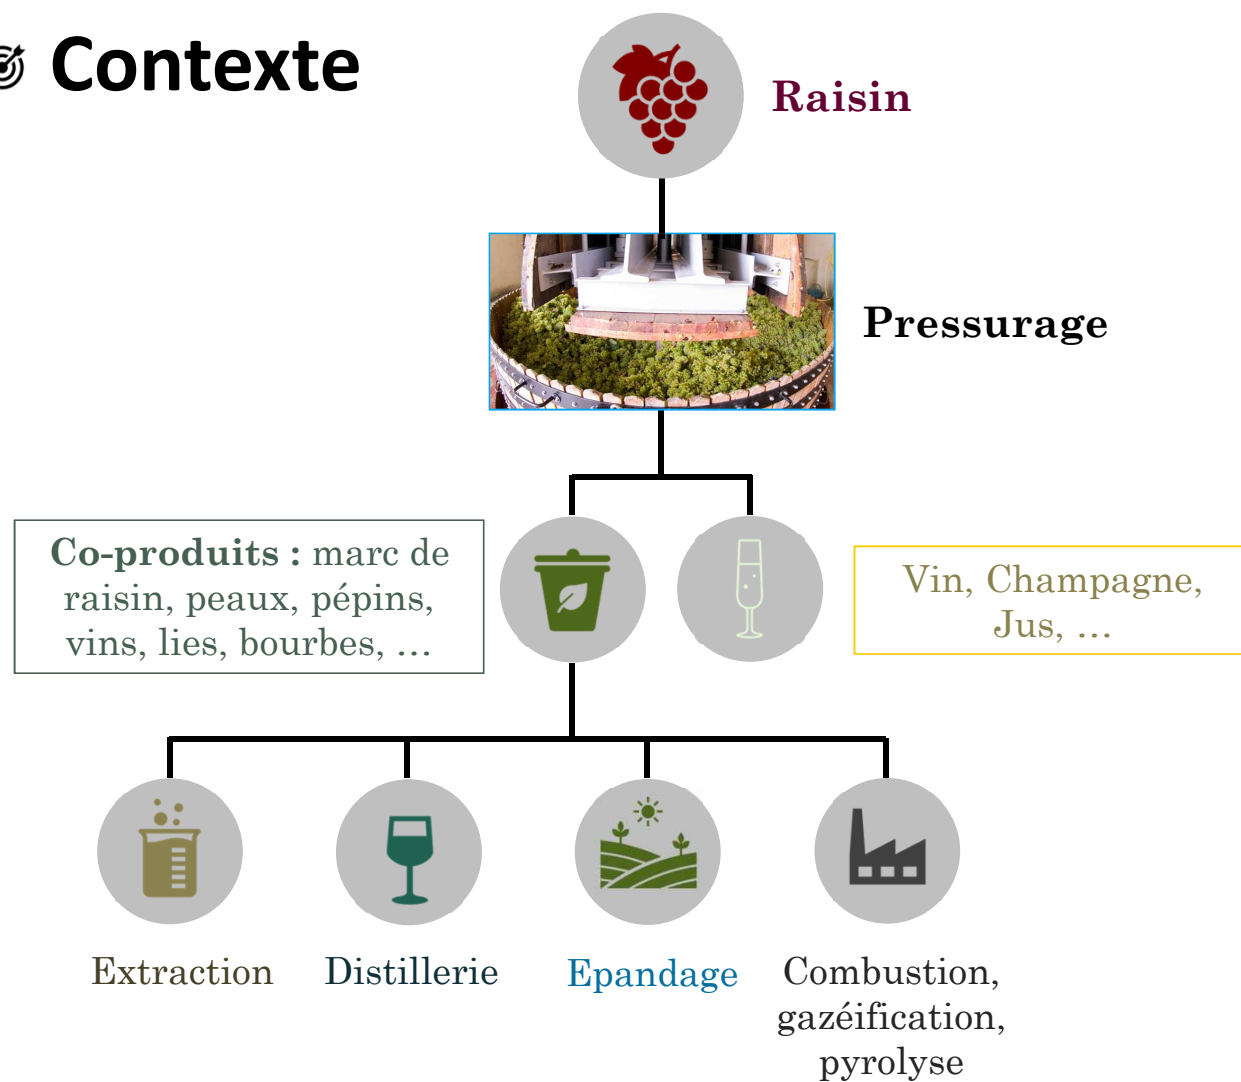 Contexte
Raisin
Pressurage
Co-produits : marc de
raisin, peaux, pépins,
vins, lies, bourbes, …
Vin, Champagne,
Jus, …
Extraction
Distillerie
Epandage
Combustion,
gazéification,
pyrolyse